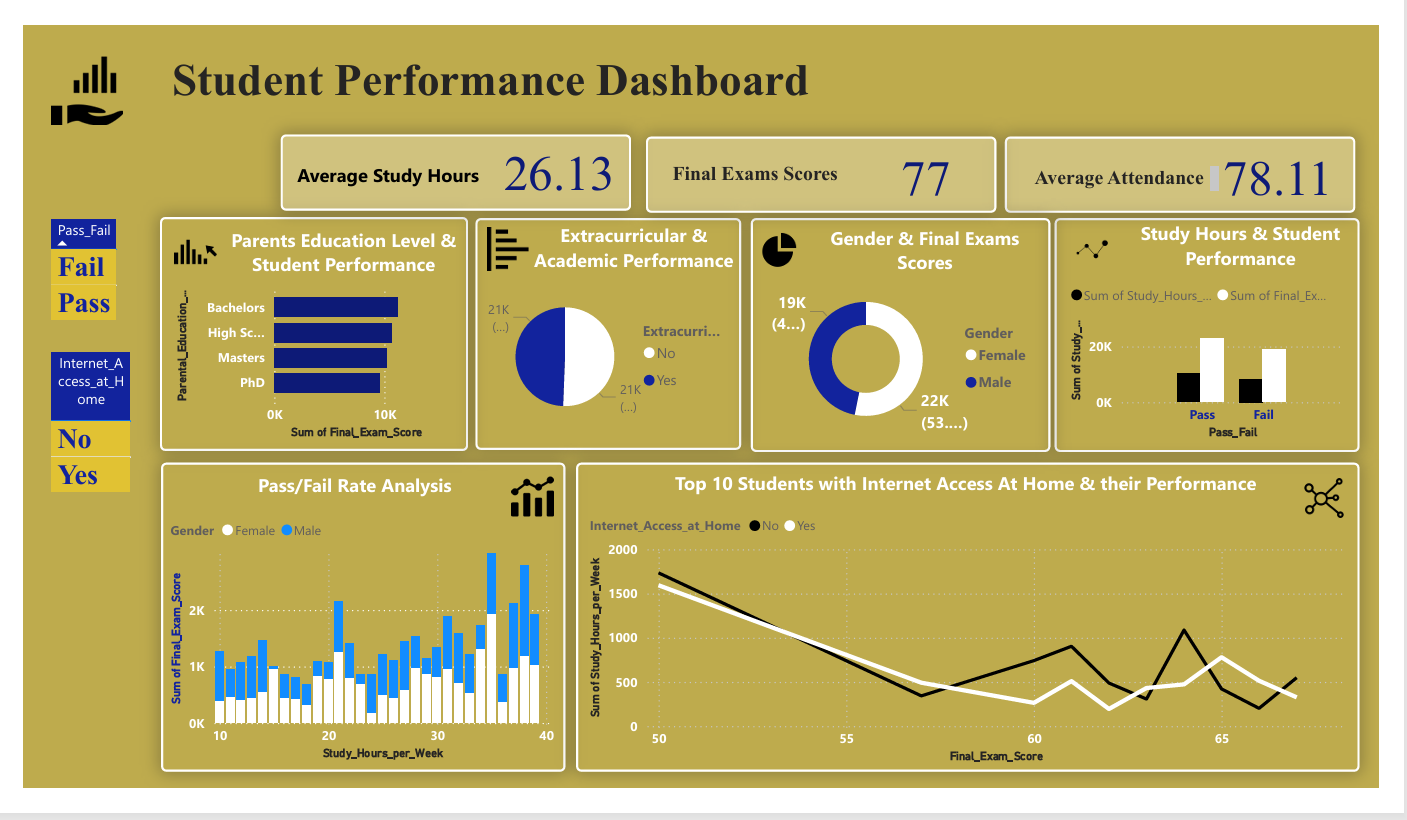 Student Performance Dashboard
Average Study Hours
26.13
Final Exams Scores
77
Average Attendance
78.11
Pass_Fail
Fail
Pass
Internet_A
ccess_at_H
ome
No
Yes
Parents Education Level &
Student Performance
Parental_Education_...
Bachelors
High Sc...
Masters
PhD
0K
10K
Sum of Final_Exam_Score
Extracurricular &
Academic Performance
21K
(...)
21K
(...)
Extracurri...
No
Yes
Gender & Final Exams
Scores
19K
(4...)
22K
(53....)
Gender
Female
Male
Study Hours & Student
Performance
Sum of Study_Hours_...
Sum of Final_Ex...
Sum of Study_...
20K
0K
Pass
Fail
Pass_Fail
Pass/Fail Rate Analysis
Gender
Female
Male
Sum of Final_Exam_Score
2K
1K
0K
10
20
30
40
Study_Hours_per_Week
Top 10 Students with Internet Access At Home & their Performance
Internet_Access_at_Home
No
Yes
Sum of Study_Hours_per_Week
2000
1500
1000
500
0
50
55
60
65
Final_Exam_Score